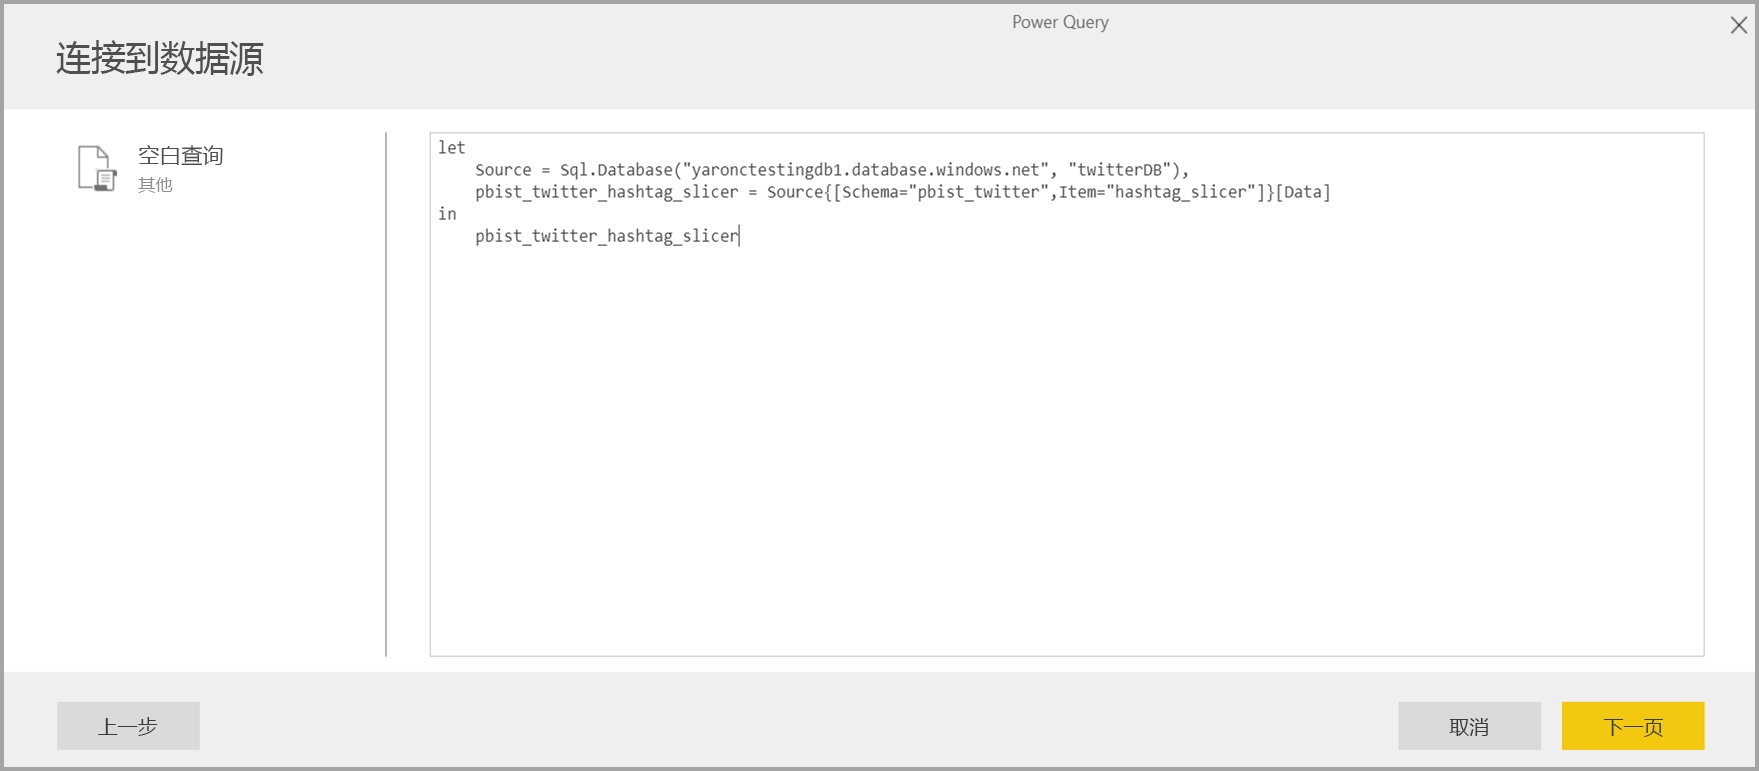 Power Query
连接到数据源
空白查询
其他
let
    Source = Sql.Database("yaronctestingdb1.database.windows.net", "twitterDB"),
    pbist_twitter_hashtag_slicer = Source{[Schema="pbist_twitter",Item="hashtag_slicer"]}[Data]
in
    pbist_twitter_hashtag_slicer
上一步
取消
下一页